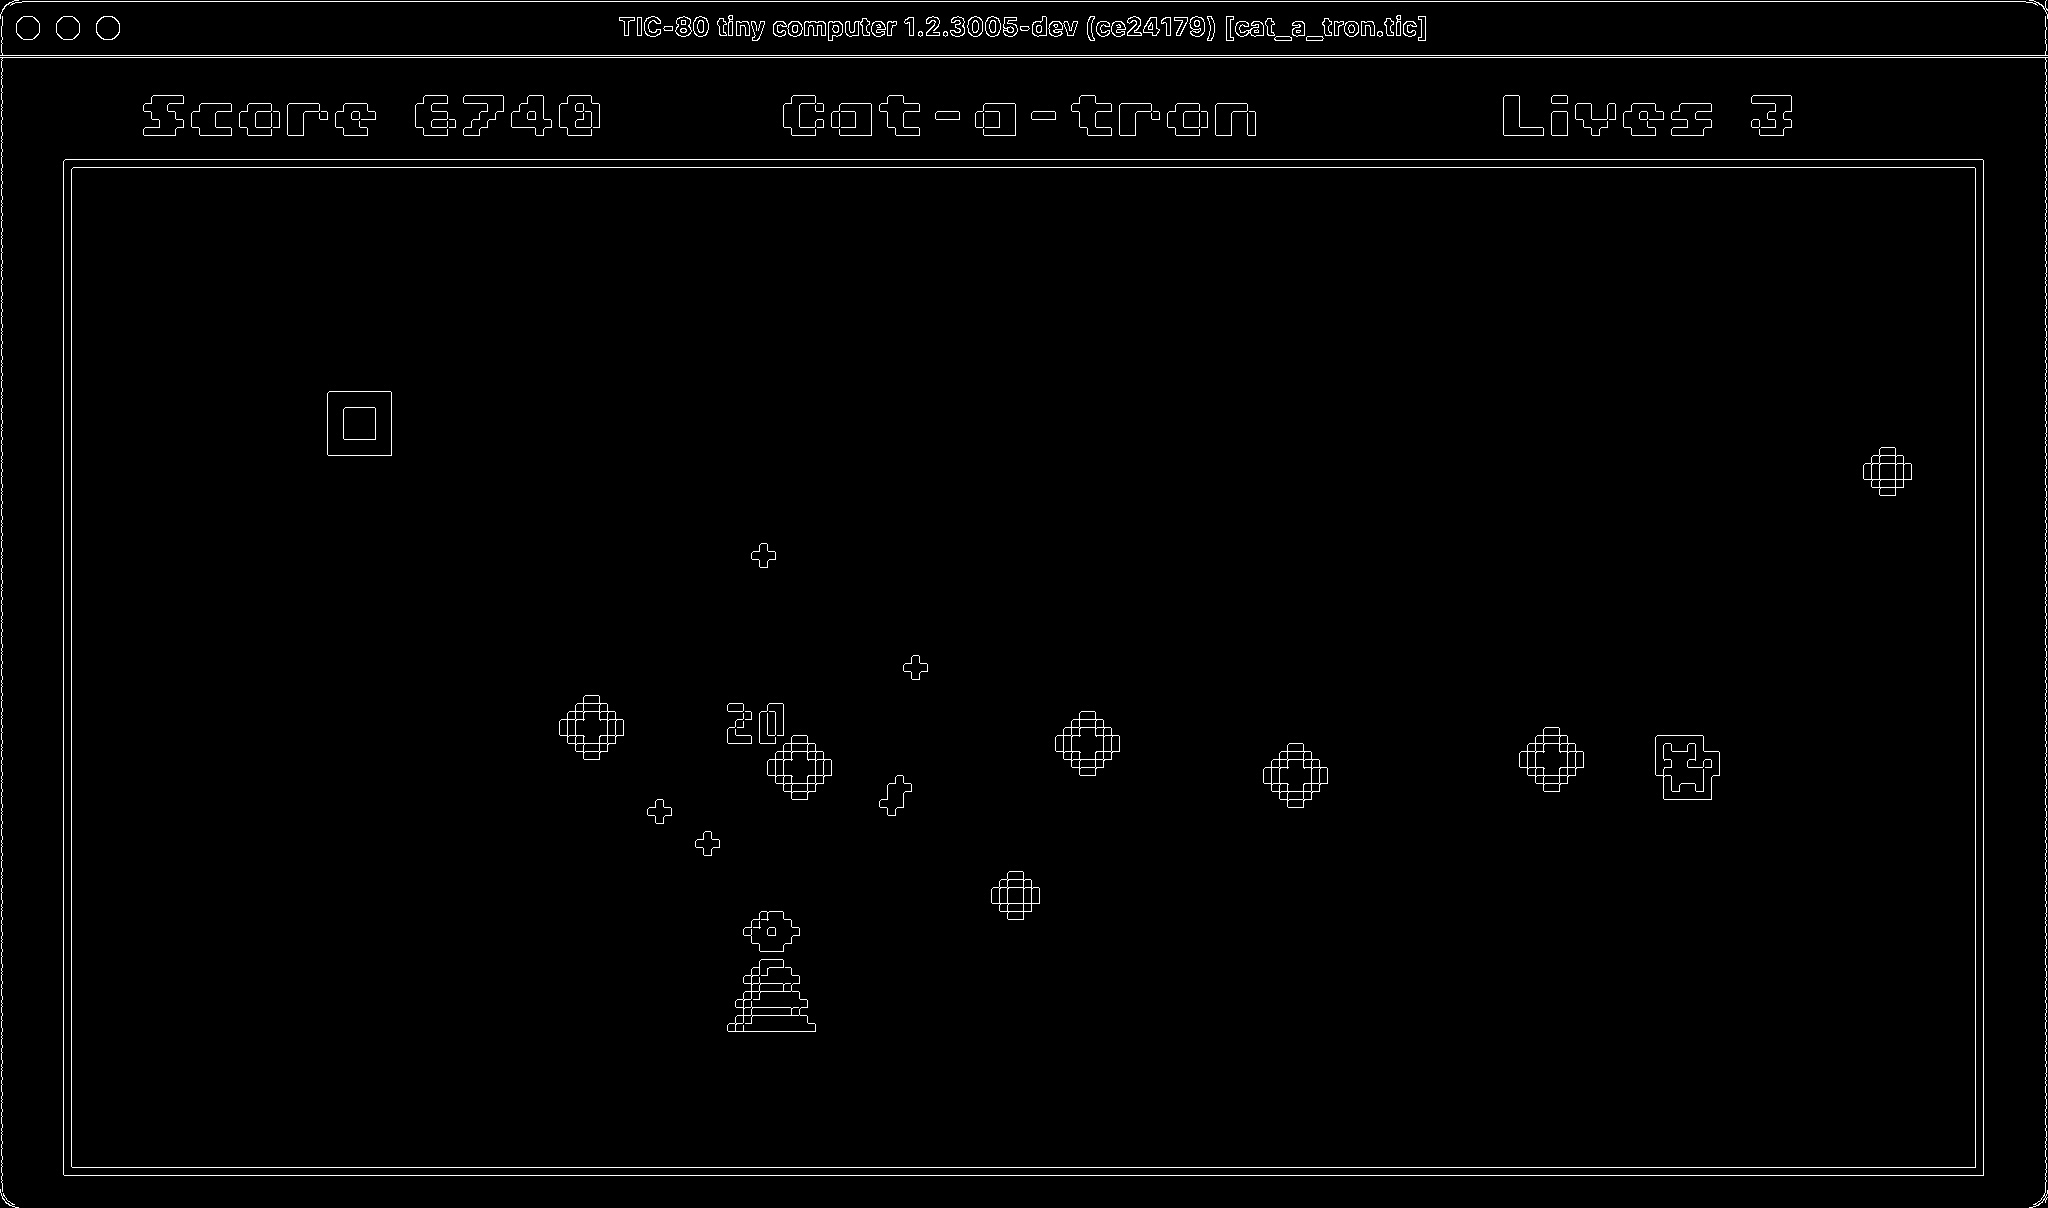 TIC-80 tiny computer 1.2.3005-dev (ce24179) [cat_a_tron.tic]
Score 6740 Cat-a-tron Lives 3
20